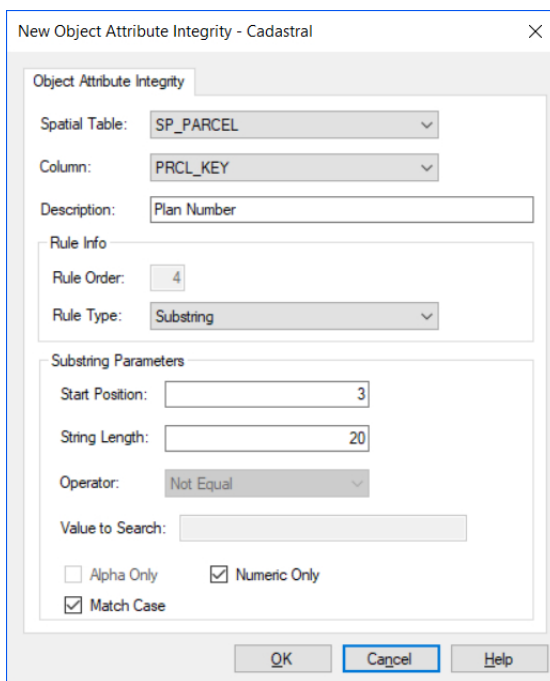 New Object Attribute Integrity - Cadastral
Object Attribute Integrity
Spatial Table: SP_PARCEL
Column: PRCL_KEY
Description: Plan Number
Rule Info
Rule Order: 4
Rule Type: Substring
Substring Parameters
Start Position: 3
String Length: 20
Operator: Not Equal
Value to Search:
Alpha Only Numeric Only
Match Case
OK Cancel Help